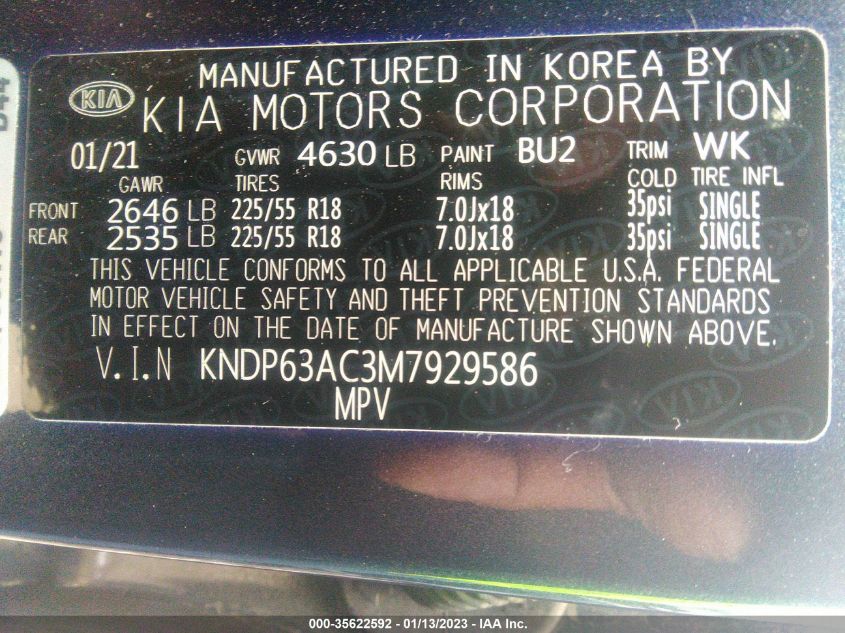 MANUFACTURED IN KOREA BY
KIA KIA MOTORS CORPORATION
01/21 GVWR 4630 LB PAINT BU2 TRIM WK
GAWR TIRES RIMS COLD TIRE INFL
FRONT 2646 LB 225/55 R18 7.0Jx18 35psi SINGLE
REAR 2535 LB 225/55 R18 7.0Jx18 35psi SINGLE
THIS VEHICLE CONFORMS TO ALL APPLICABLE U.S.A. FEDERAL
MOTOR VEHICLE SAFETY AND THEFT PREVENTION STANDARDS
IN EFFECT ON THE DATE OF MANUFACTURE SHOWN ABOVE.
V.I.N KNDP63AC3M7929586
MPV
000-35622592 - 01/13/2023 - IAA Inc.